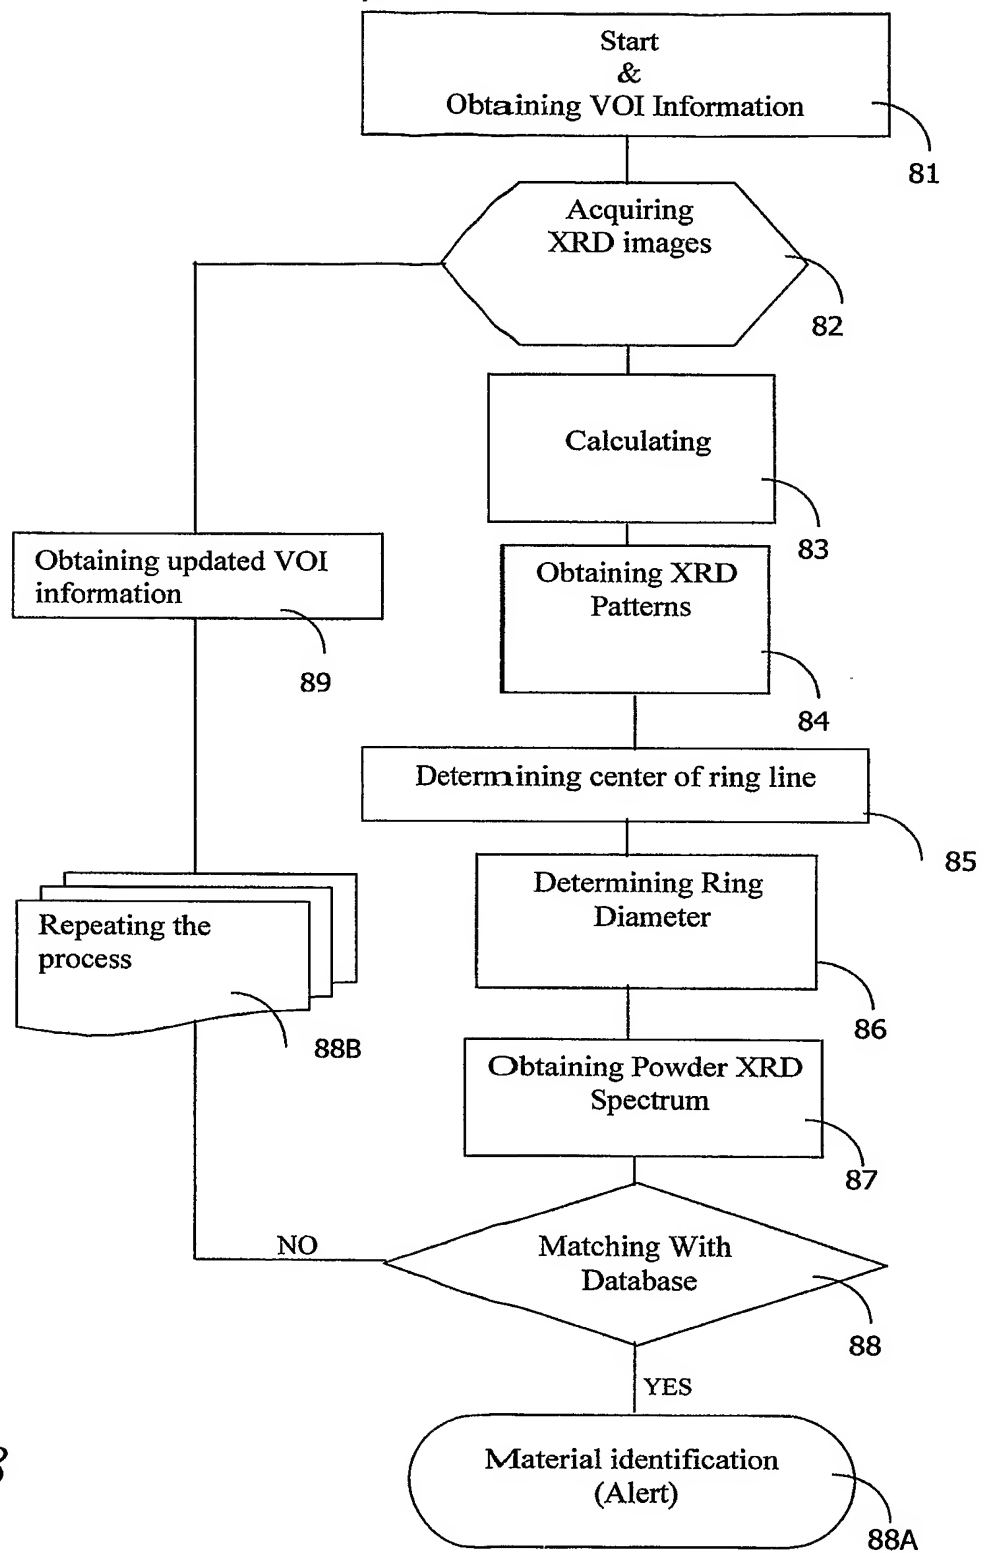 Start
&
Obtaining VOI Information
81
Acquiring
XRD images
82
Calculating
83
Obtaining XRD
Patterns
84
Obtaining updated VOI
information
89
Determining center of ring line
85
Determining Ring
Diameter
86
Repeating the
process
88B
Obtaining Powder XRD
Spectrum
87
NO
Matching With
Database
88
YES
Material identification
(Alert)
88A